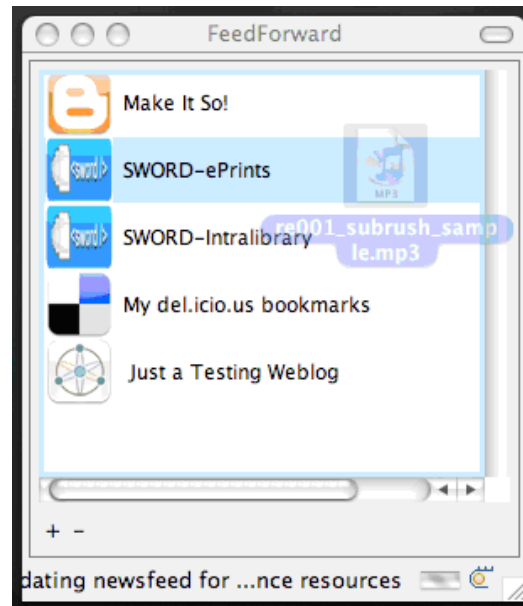 FeedForward
Make It So!
SWORD-ePrints
MP3
<sword>
SWORD-Intralibrary
<sword>
re001_subrush_samp
le.mp3
My del.icio.us bookmarks
Just a Testing Weblog
+ -
dating newsfeed for ...nce resources